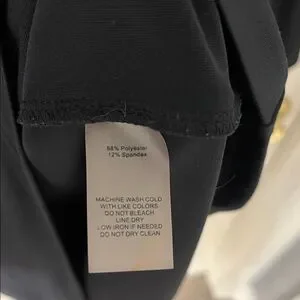 88% Polyester
12% Spandex
MACHINE WASH COLD
WITH LIKE COLORS
DO NOT BLEACH
LINE DRY
LOW IRON IF NEEDED
DO NOT DRY CLEAN